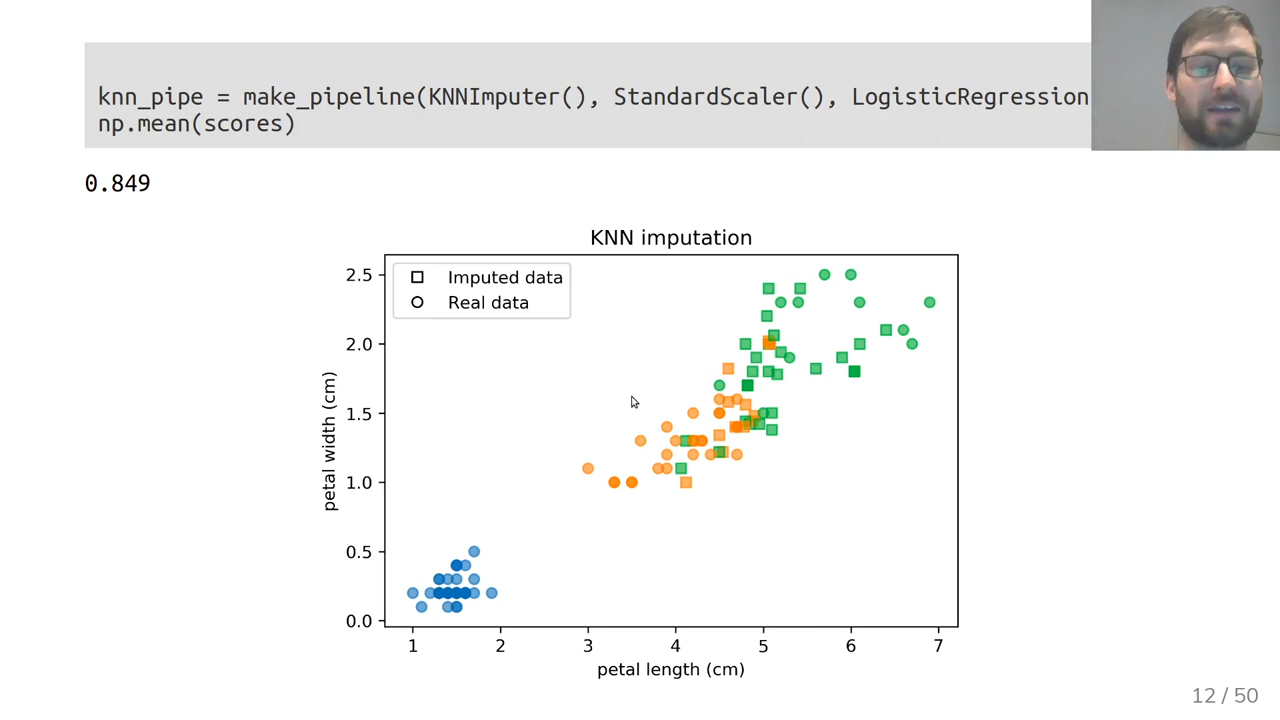 knn_pipe = make_pipeline(KNNImputer(), StandardScaler(), LogisticRegression
np.mean(scores)
0.849
KNN imputation
Imputed data
Real data
2.5
2.0
1.5
1.0
0.5
0.0
petal width (cm)
1 2 3 4 5 6 7
petal length (cm)
12 / 50